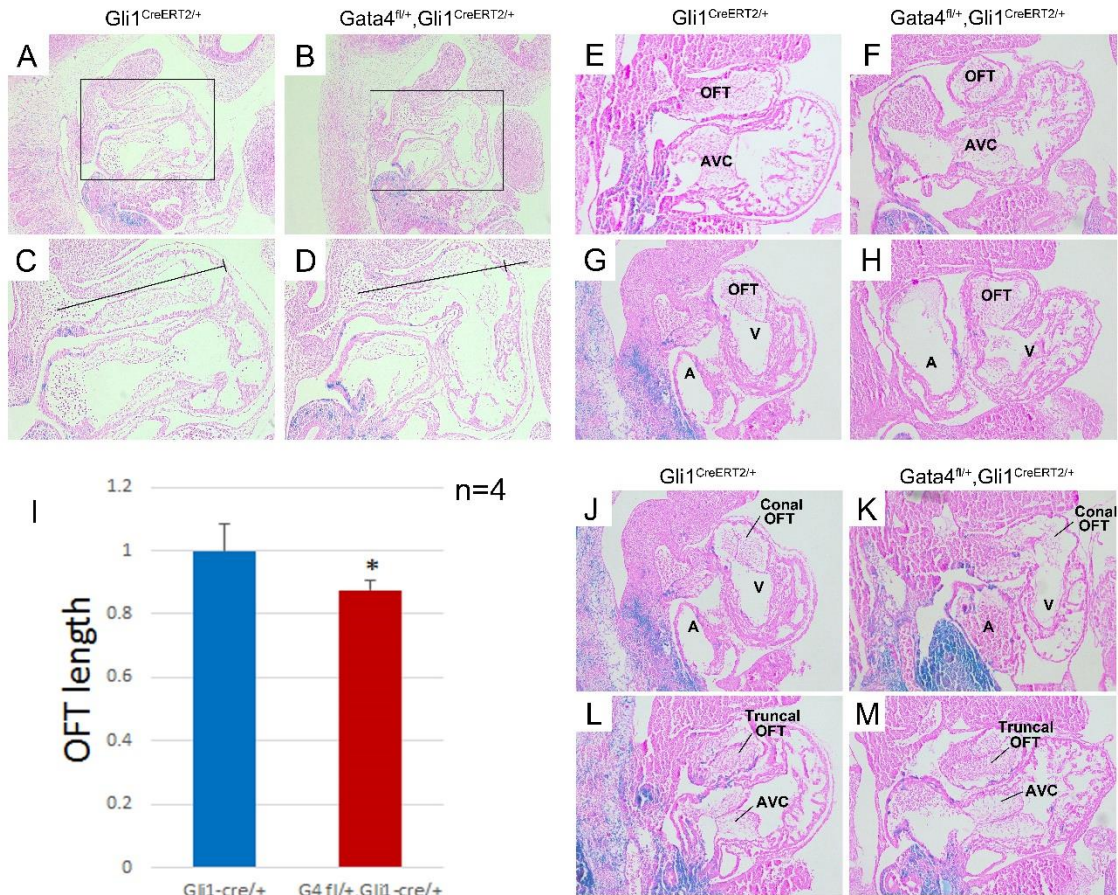 Gli1CreERT2/+
Gata4fl/+,Gli1CreERT2/+
A
B
C
D
Gli1CreERT2/+
Gata4fl/+,Gli1CreERT2/+
E
OFT
AVC
F
OFT
AVC
G
OFT
V
A
H
OFT
V
A
I
n=4
OFT length
1.2
1
0.8
0.6
0.4
0.2
0
*
Gli1-cre/+
G4 fl/+ Gli1-cre/+
Gli1CreERT2/+
Gata4fl/+,Gli1CreERT2/+
J
Conal
OFT
V
A
K
Conal
OFT
V
A
L
Truncal
OFT
AVC
M
Truncal
OFT
AVC